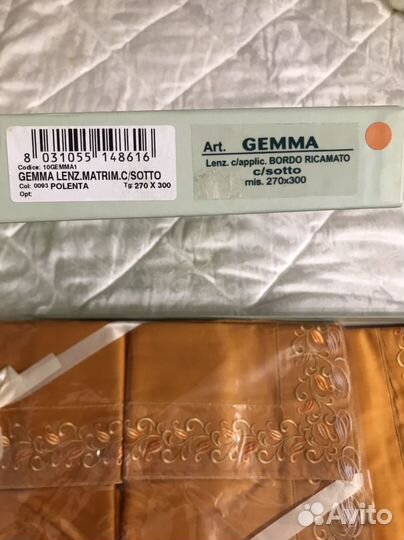 8 031055 148616
Codice: 10GEMMA1
GEMMA LENZ.MATRIM.C/SOTTO
Col: 0093 POLENTA Tg: 270 X 300
Opt:
Art. GEMMA
Lenz. c/applic. BORDO RICAMATO
c/sotto
mis. 270x300
Avito